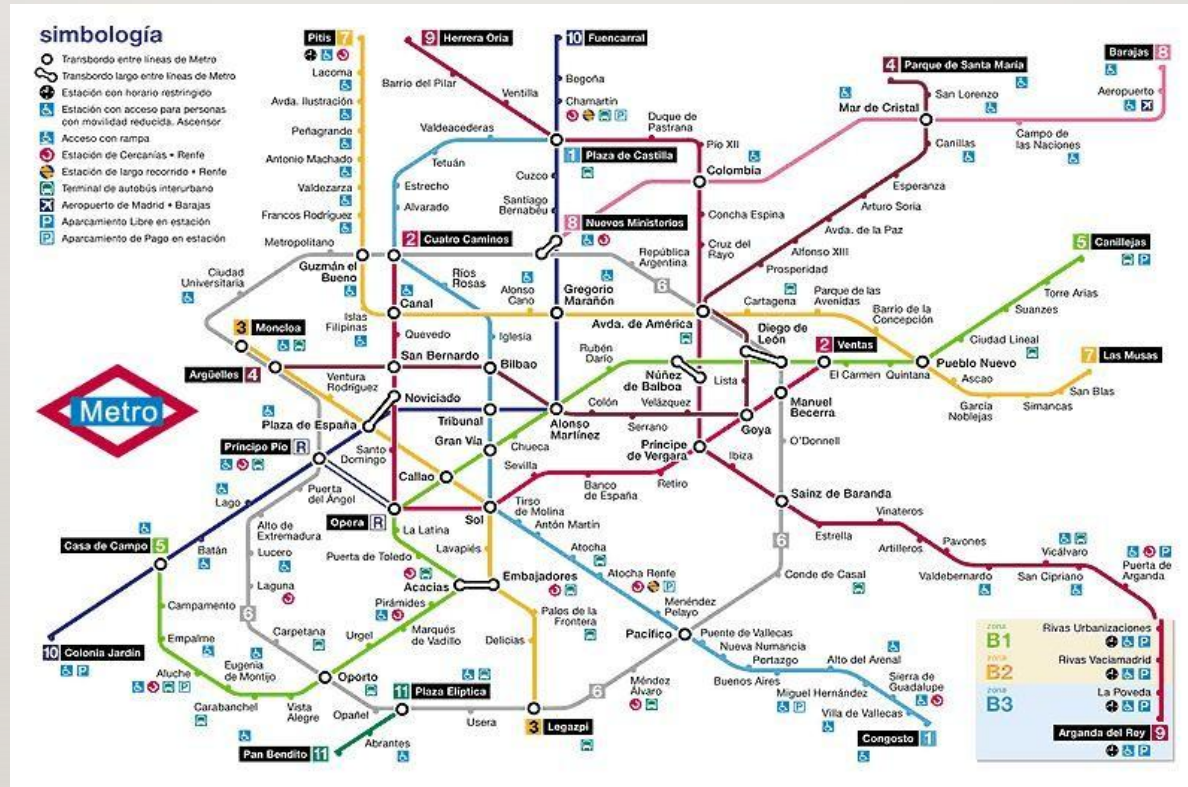 simbología
Transbordo entre líneas de Metro
Transbordo largo entre líneas de Metro
Estación con horario restringido
Estación con acceso para personas
con movilidad reducida. Ascensor
Acceso con rampa
Estación de Cercanías • Renfe
Estación de largo recorrido • Renfe
Terminal de autobús interurbano
Aeropuerto de Madrid • Barajas
P Aparcamiento Libre en estación
P Aparcamiento de Pago en estación
Pitis 7
Lacoma
Avda. Ilustración
Peñagrande
Antonio Machado
Valdezarza
Francos Rodríguez
Metropolitano
Guzmán el
Bueno
Ciudad
Universitaria
9 Herrera Oria
Barrio del Pilar
Ventilla
10 Fuencarral
Begoña
Chamartín
Valdeacederas
Tetuán
Estrecho
Alvarado
1 Plaza de Castilla
Duque de
Pastrana
Pío XII
Colombia
Cuzco
Santiago
Bernabéu
8 Nuevos Ministerios
2 Cuatro Caminos
Concha Espina
Cruz del
Rayo
República
Argentina
6
4 Parque de Santa María
San Lorenzo
Mar de Cristal
Canillas
Campo de
las Naciones
Barajas 8
Aeropuerto
Esperanza
Arturo Soria
Avda. de la Paz
Alfonso XIII
Prosperidad
5
Canillejas
Torre Arias
Suanzes
Ciudad Lineal
Ríos
Rosas
Alonso
Cano
Gregorio
Marañón
Canal
Islas
Filipinas
Quevedo
Iglesia
Avda. de América
Cartagena
Parque de las
Avenidas
Barrio de la
Concepción
Diego de
León
2 Ventas
El Carmen
Quintana
Pueblo Nuevo
7 Las Musas
San Blas
Ascao
García
Noblejas
Simancas
3 Moncloa
Argüelles 4
San Bernardo
Bilbao
Rubén
Darío
Núñez
de Balboa
Lista
Manuel
Becerra
Ventura
Rodríguez
Noviciado
Plaza de España
Tribunal
Alonso
Martínez
Colón
Velázquez
Serrano
Goya
Metro
Príncipo Pío R
Santo
Domingo
Gran Vía
Chueca
Callao
Sevilla
Banco
de España
Retiro
Príncipe
de Vergara
Ibiza
O'Donnell
Sainz de Baranda
Puerta
del Ángel
Lago
Opera R
Sol
Tirso
de Molina
Antón Martín
Atocha
Atocha Renfe
Menéndez
Pelayo
Estrella
Vinateros
Artilleros
Pavones
Valdebernardo
Vicálvaro
San Cipriano
Puerta de
Arganda
6
Conde de Casal
Casa de Campo 5
Batán
Alto de
Extremadura
Lucero
Laguna
6
Carpetana
La Latina
Puerta de Toledo
Lavapiés
Acacias
Embajadores
Pirámides
Marqués
de Vadillo
Urgel
Palos de la
Frontera
Delicias
Pacífico
Puente de Vallecas
Nueva Numancia
Portazgo
Buenos Aires
Alto del Arenal
Miguel Hernández
Sierra de
Guadalupe
Villa de Vallecas
Congosto 1
10 Colonia Jardín
Campamento
Empalme
Aluche
Eugenia
de Montijo
Carabanchel
Vista
Alegre
Oporto
Opañel
11 Plaza Elíptica
Usera
Abrantes
Pan Bendito 11
3 Legazpi
6
Méndez
Álvaro
zona
B1
zona
B2
zona
B3
Rivas Urbanizaciones
Rivas Vaciamadrid
La Poveda
Arganda del Rey 9